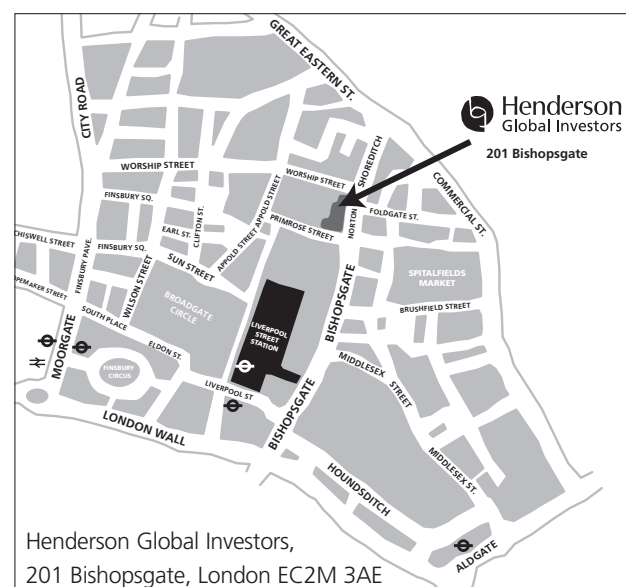 GREAT EASTERN ST.
CITY ROAD
Henderson
Global Investors
201 Bishopsgate
SHOREDITCH
COMMERCIAL ST.
WORSHIP STREET
WORSHIP STREET
FINSBURY SQ.
APPOLD STREET
CLIFTON ST.
EARL ST.
PRIMROSE STREET
NORTON
FOLDGATE ST.
CHISWELL STREET
FINSBURY PAVE.
FINSBURY SQ.
WILSON STREET
SUN STREET
APPOLD STREET
SPITALFIELDS
MARKET
BISHOPSGATE
BRUSHFIELD STREET
BROADGATE
CIRCLE
SOUTH PLACE
LIVERPOOL
STREET
STATION
MOORGATE
ELDON ST.
FINSBURY
CIRCUS
MIDDLESEX
STREET
LIVERPOOL ST
BISHOPSGATE
LONDON WALL
MIDDLESEX ST.
HOUNDSDITCH
ALDGATE
Henderson Global Investors,
201 Bishopsgate, London EC2M 3AE